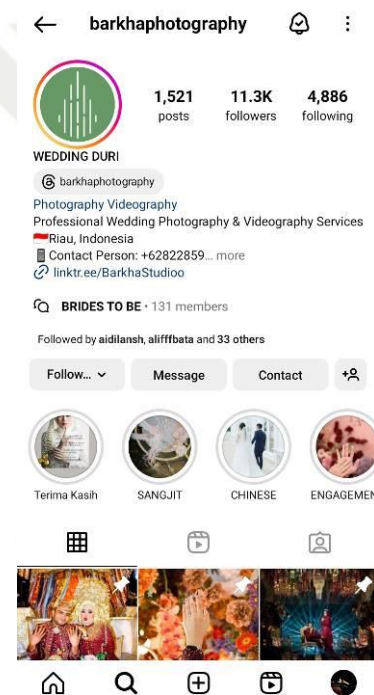 barkhaphotography
1,521 11.3K 4,886
posts followers following
WEDDING DURI
barkhaphotography
Photography Videography
Professional Wedding Photography & Videography Services
🇮🇩Riau, Indonesia
📱Contact Person: +62822859... more
linktr.ee/BarkhaStudioo
BRIDES TO BE • 131 members
Followed by aidilansh, alifffbata and 33 others
Follow... Message Contact
Terima Kasih SANGJIT CHINESE ENGAGEMEN